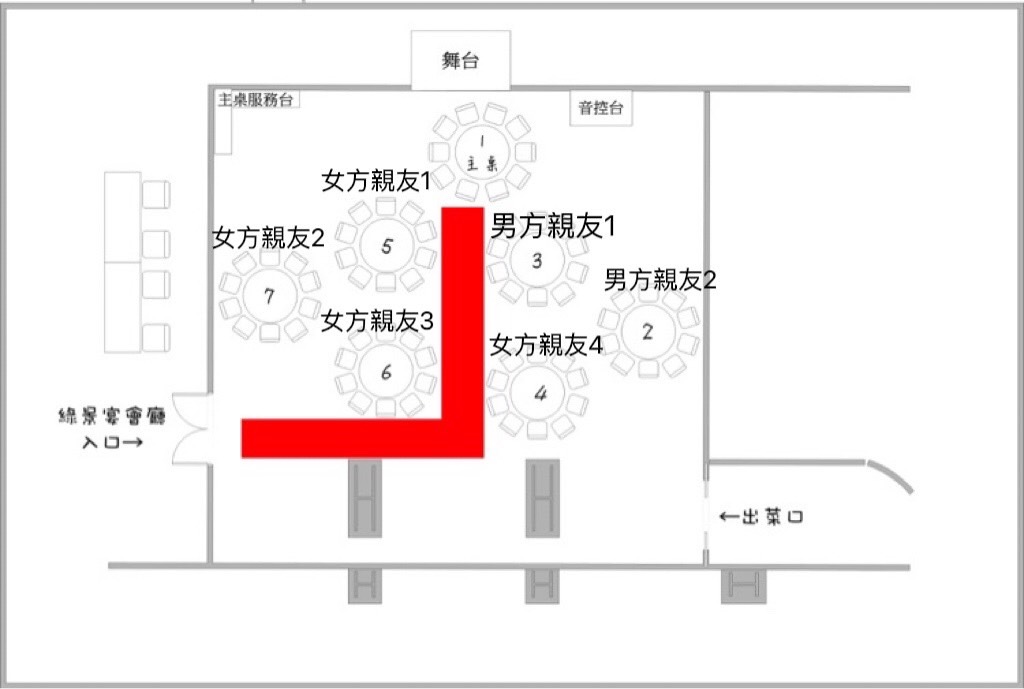 舞台
主桌服務台
音控台
1
主桌
女方親友1
5
男方親友1
3
女方親友2
7
男方親友2
2
女方親友3
6
女方親友4
4
綠景宴會廳
入口→
←出菜口